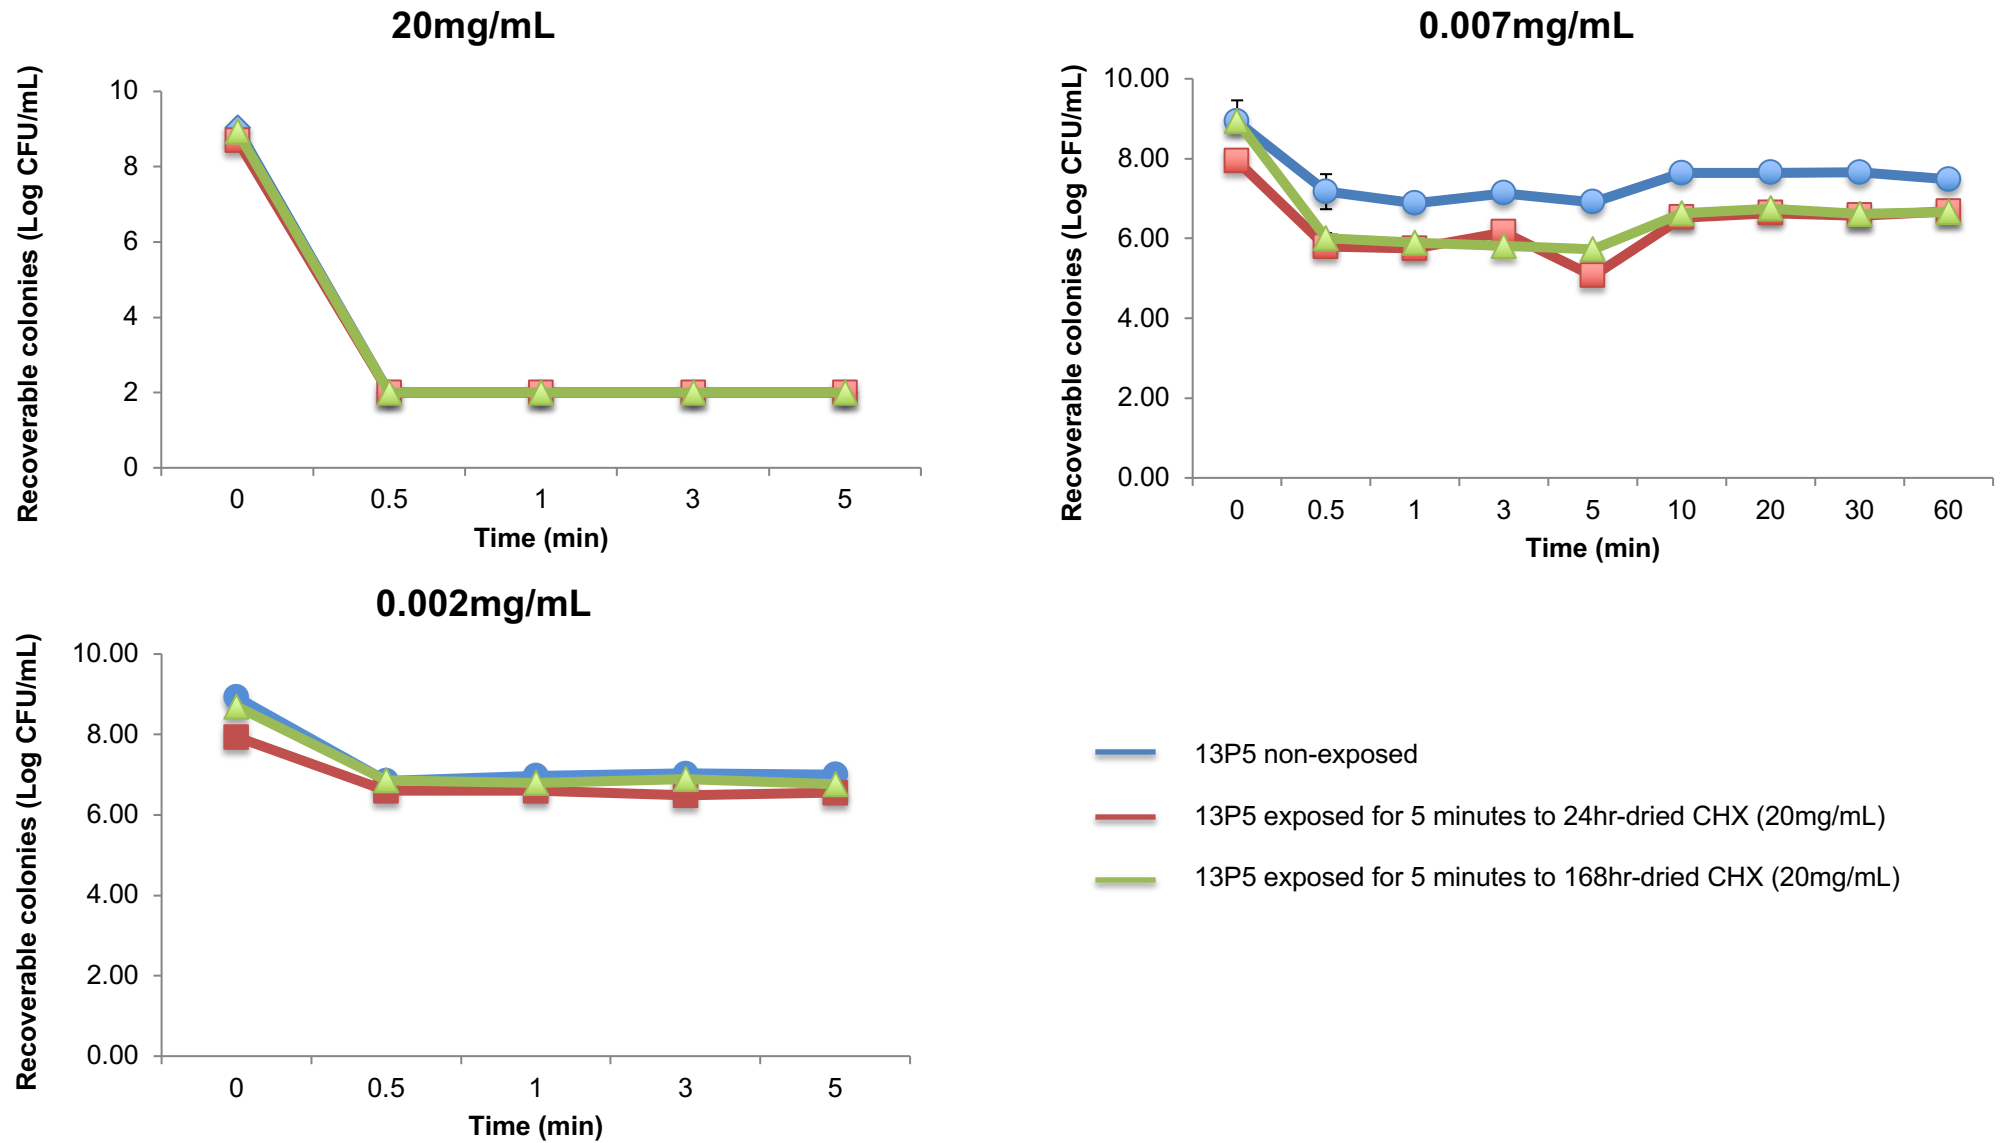 20mg/mL
Recoverable colonies (Log CFU/mL)
10
8
6
4
2
0
0 0.5 1 3 5
Time (min)
0.007mg/mL
Recoverable colonies (Log CFU/mL)
10.00
8.00
6.00
4.00
2.00
0.00
0 0.5 1 3 5 10 20 30 60
Time (min)
0.002mg/mL
Recoverable colonies (Log CFU/mL)
10.00
8.00
6.00
4.00
2.00
0.00
0 0.5 1 3 5
Time (min)
13P5 non-exposed
13P5 exposed for 5 minutes to 24hr-dried CHX (20mg/mL)
13P5 exposed for 5 minutes to 168hr-dried CHX (20mg/mL)